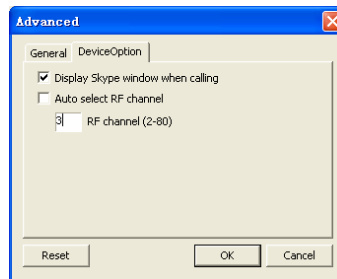 Advanced
General DeviceOption
Display Skype window when calling
Auto select RF channel
3 RF channel (2-80)
Reset OK Cancel